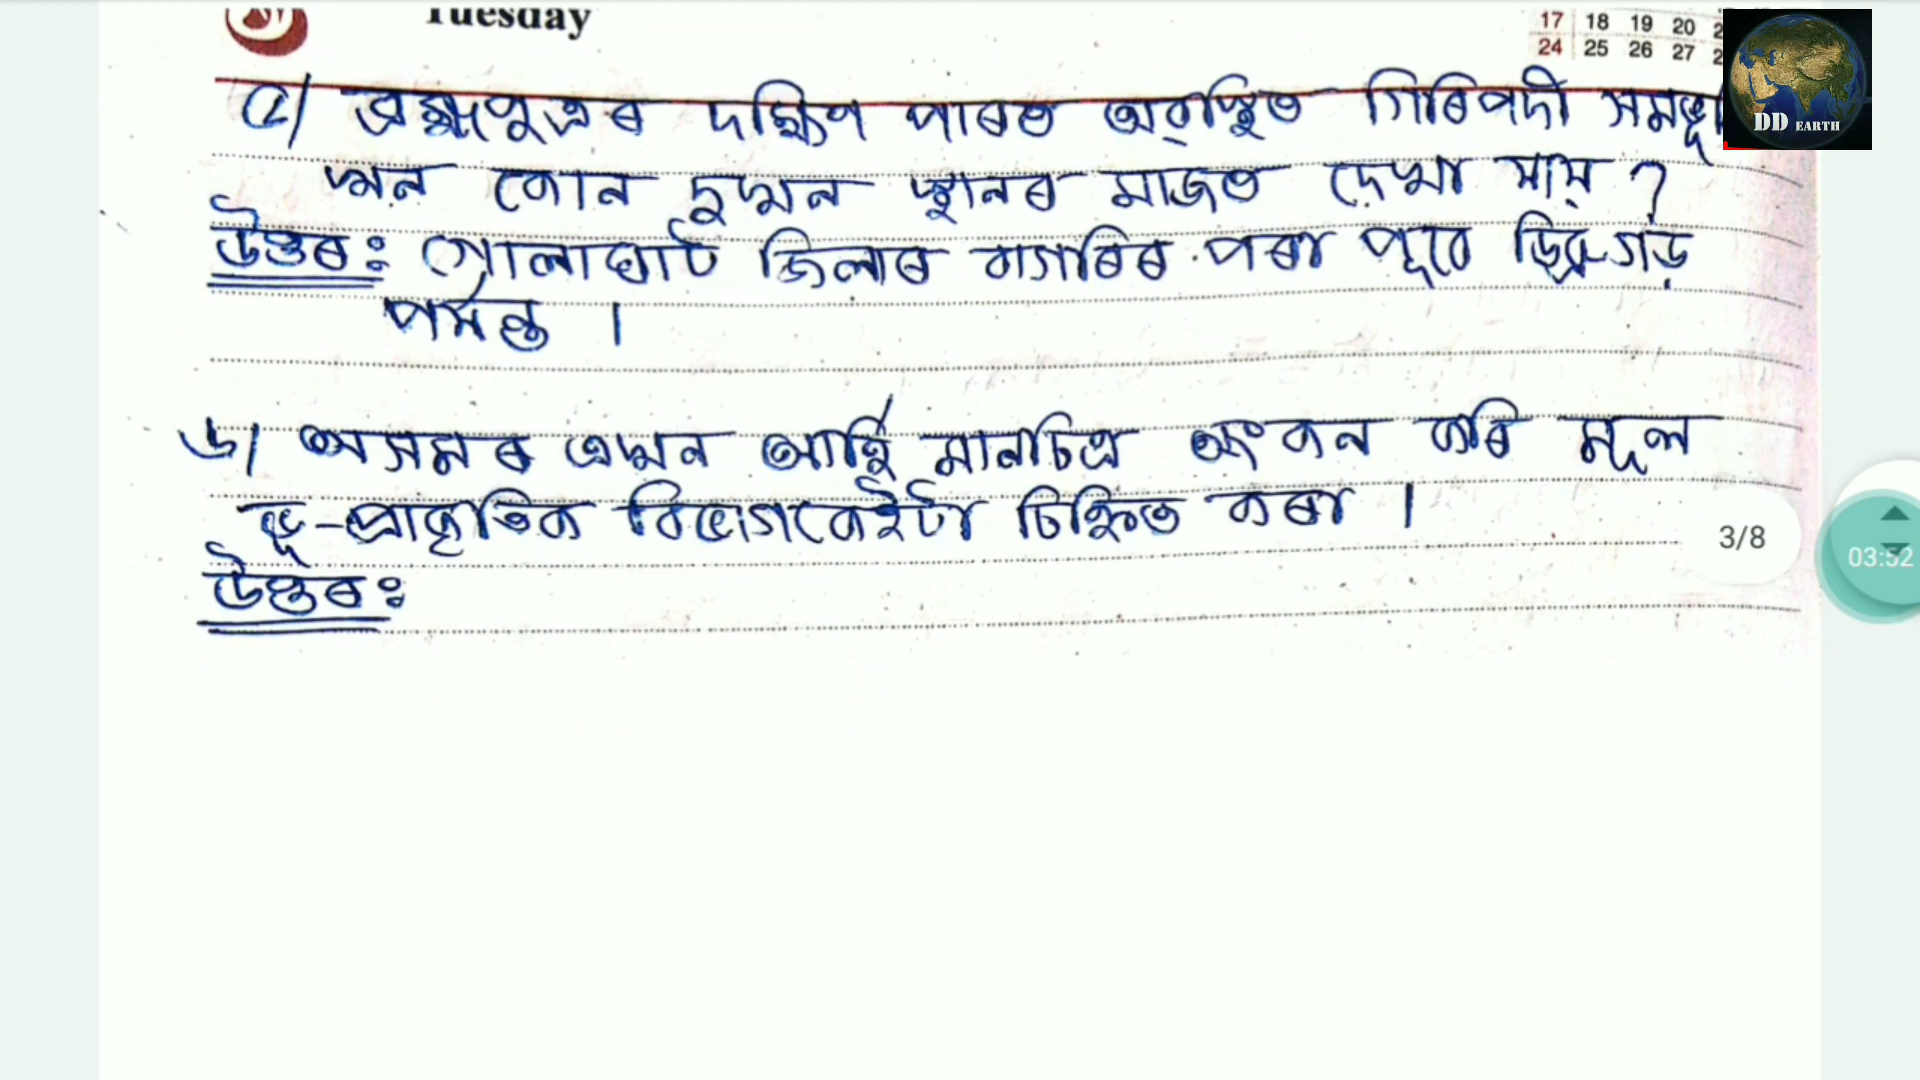 Tuesday
17 18 19 20
24 25 26 27
DD EARTH
৫/ ব্ৰহ্মপুত্ৰৰ দক্ষিণ পাৰত অৱস্থিত গিৰিপদী সমভূ
খন কোন দুখন স্থানৰ মাজত দেখা যায় ?
উত্তৰঃ গোলাঘাট জিলাৰ বাগৰিৰ পৰা পূবে ডিব্ৰুগড়
পৰ্যন্ত ।
৬/ অসমৰ এখন আৰ্হি মানচিত্ৰ অংকন কৰি মূল
ভূ-প্ৰাকৃতিক বিভাগকেইটা চিহ্নিত কৰা ।
3/8
03:52
উত্তৰঃ